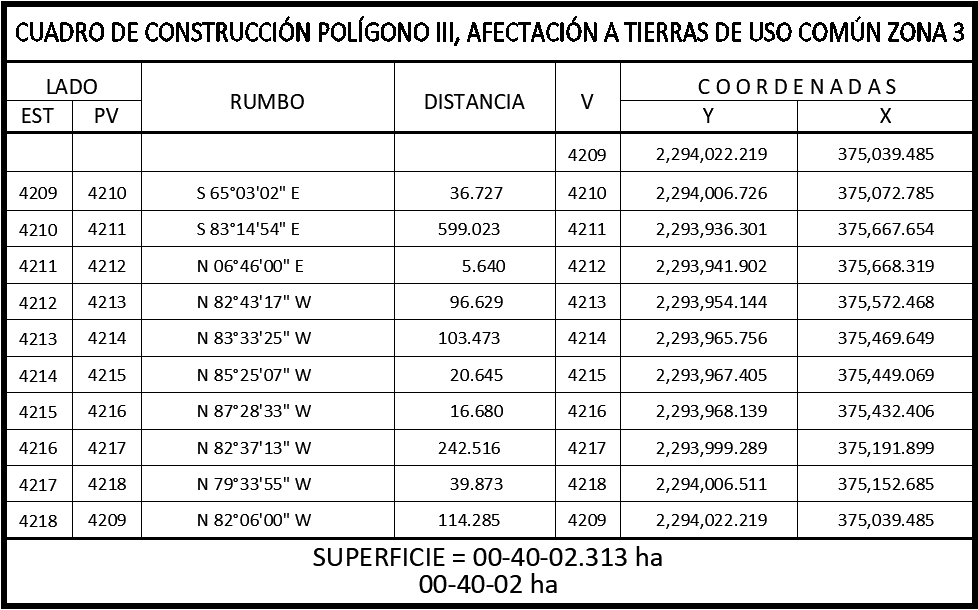 CUADRO DE CONSTRUCCIÓN POLÍGONO III, AFECTACIÓN A TIERRAS DE USO COMÚN ZONA 3
LADO RUMBO DISTANCIA V C O O R D E N A D A S
EST PV Y X
4209 2,294,022.219 375,039.485
4209 4210 S 65°03'02" E 36.727 4210 2,294,006.726 375,072.785
4210 4211 S 83°14'54" E 599.023 4211 2,293,936.301 375,667.654
4211 4212 N 06°46'00" E 5.640 4212 2,293,941.902 375,668.319
4212 4213 N 82°43'17" W 96.629 4213 2,293,954.144 375,572.468
4213 4214 N 83°33'25" W 103.473 4214 2,293,965.756 375,469.649
4214 4215 N 85°25'07" W 20.645 4215 2,293,967.405 375,449.069
4215 4216 N 87°28'33" W 16.680 4216 2,293,968.139 375,432.406
4216 4217 N 82°37'13" W 242.516 4217 2,293,999.289 375,191.899
4217 4218 N 79°33'55" W 39.873 4218 2,294,006.511 375,152.685
4218 4209 N 82°06'00" W 114.285 4209 2,294,022.219 375,039.485
SUPERFICIE = 00-40-02.313 ha
00-40-02 ha